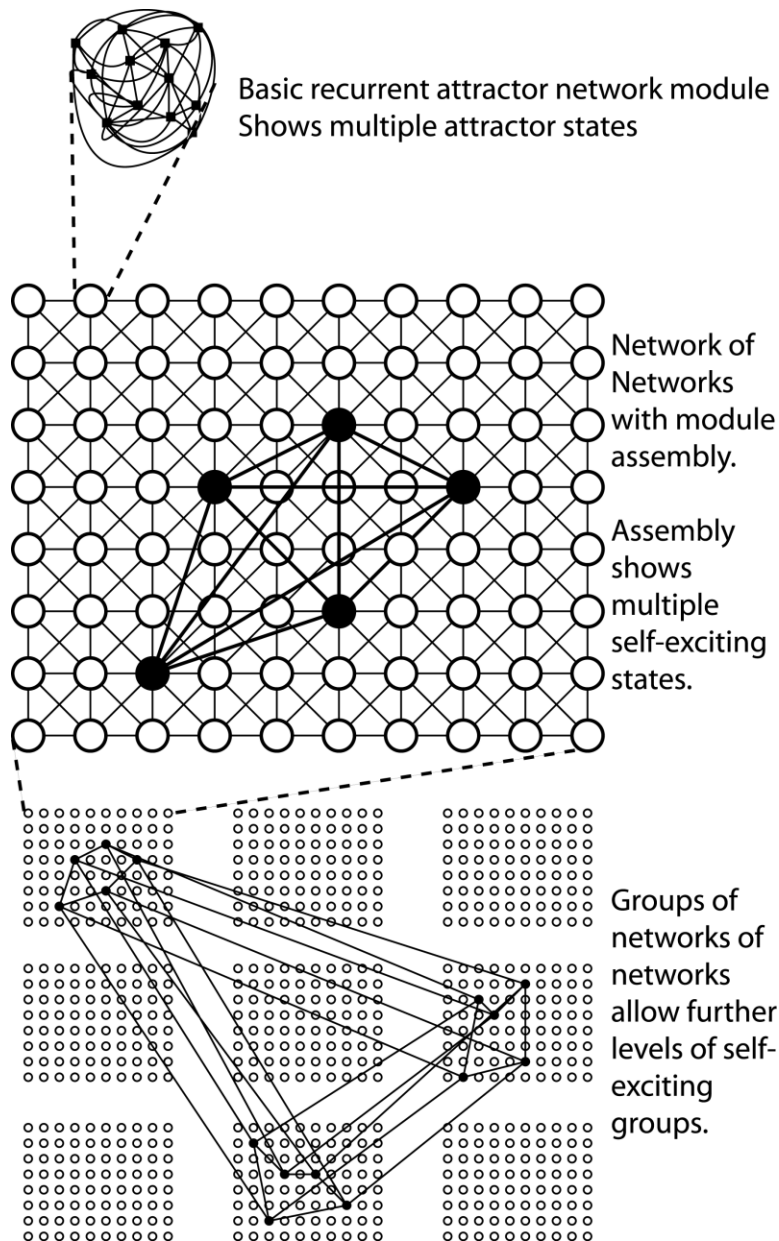 Basic recurrent attractor network module
Shows multiple attractor states
Network of
Networks
with module
assembly.
Assembly
shows
multiple
self-exciting
states.
Groups of
networks of
networks
allow further
levels of self-
exciting
groups.